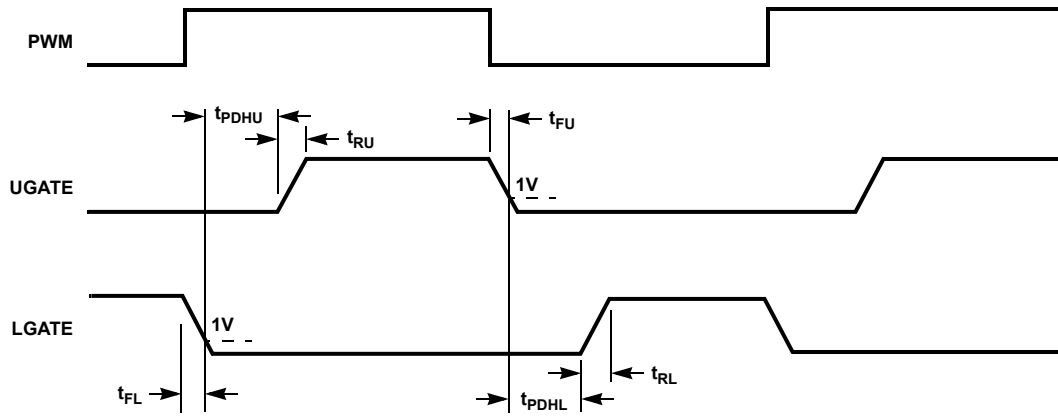 PWM
tPDHU
tRU
tFU
UGATE
1V
LGATE
1V
tFL
tRL
tPDHL